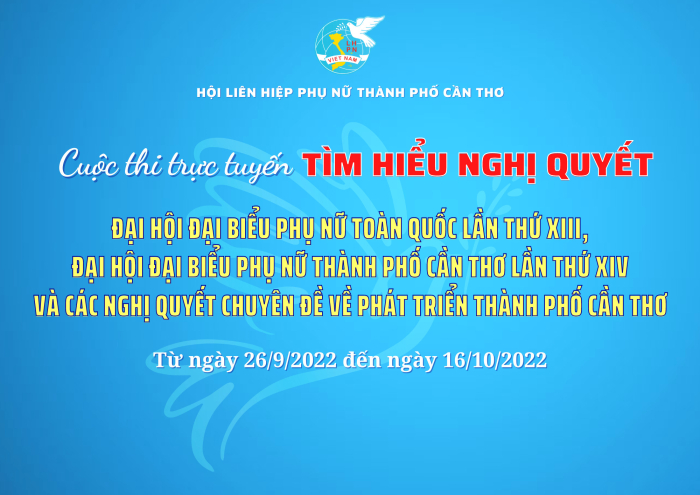 LH
PN
VIỆT NAM
HỘI LIÊN HIỆP PHỤ NỮ THÀNH PHỐ CẦN THƠ
Cuộc thi trực tuyến TÌM HIỂU NGHỊ QUYẾT
ĐẠI HỘI ĐẠI BIỂU PHỤ NỮ TOÀN QUỐC LẦN THỨ XIII,
ĐẠI HỘI ĐẠI BIỂU PHỤ NỮ THÀNH PHỐ CẦN THƠ LẦN THỨ XIV
VÀ CÁC NGHỊ QUYẾT CHUYÊN ĐỀ VỀ PHÁT TRIỂN THÀNH PHỐ CẦN THƠ
Từ ngày 26/9/2022 đến ngày 16/10/2022